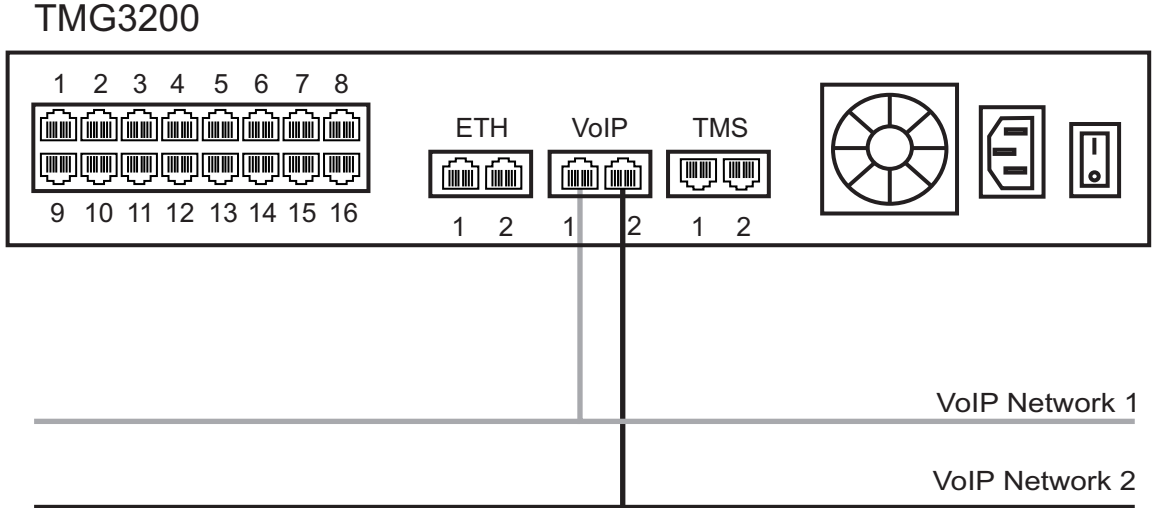 TMG3200
1 2 3 4 5 6 7 8
ETH VoIP TMS
9 10 11 12 13 14 15 16
1 2 1 2 1 2
VoIP Network 1
VoIP Network 2